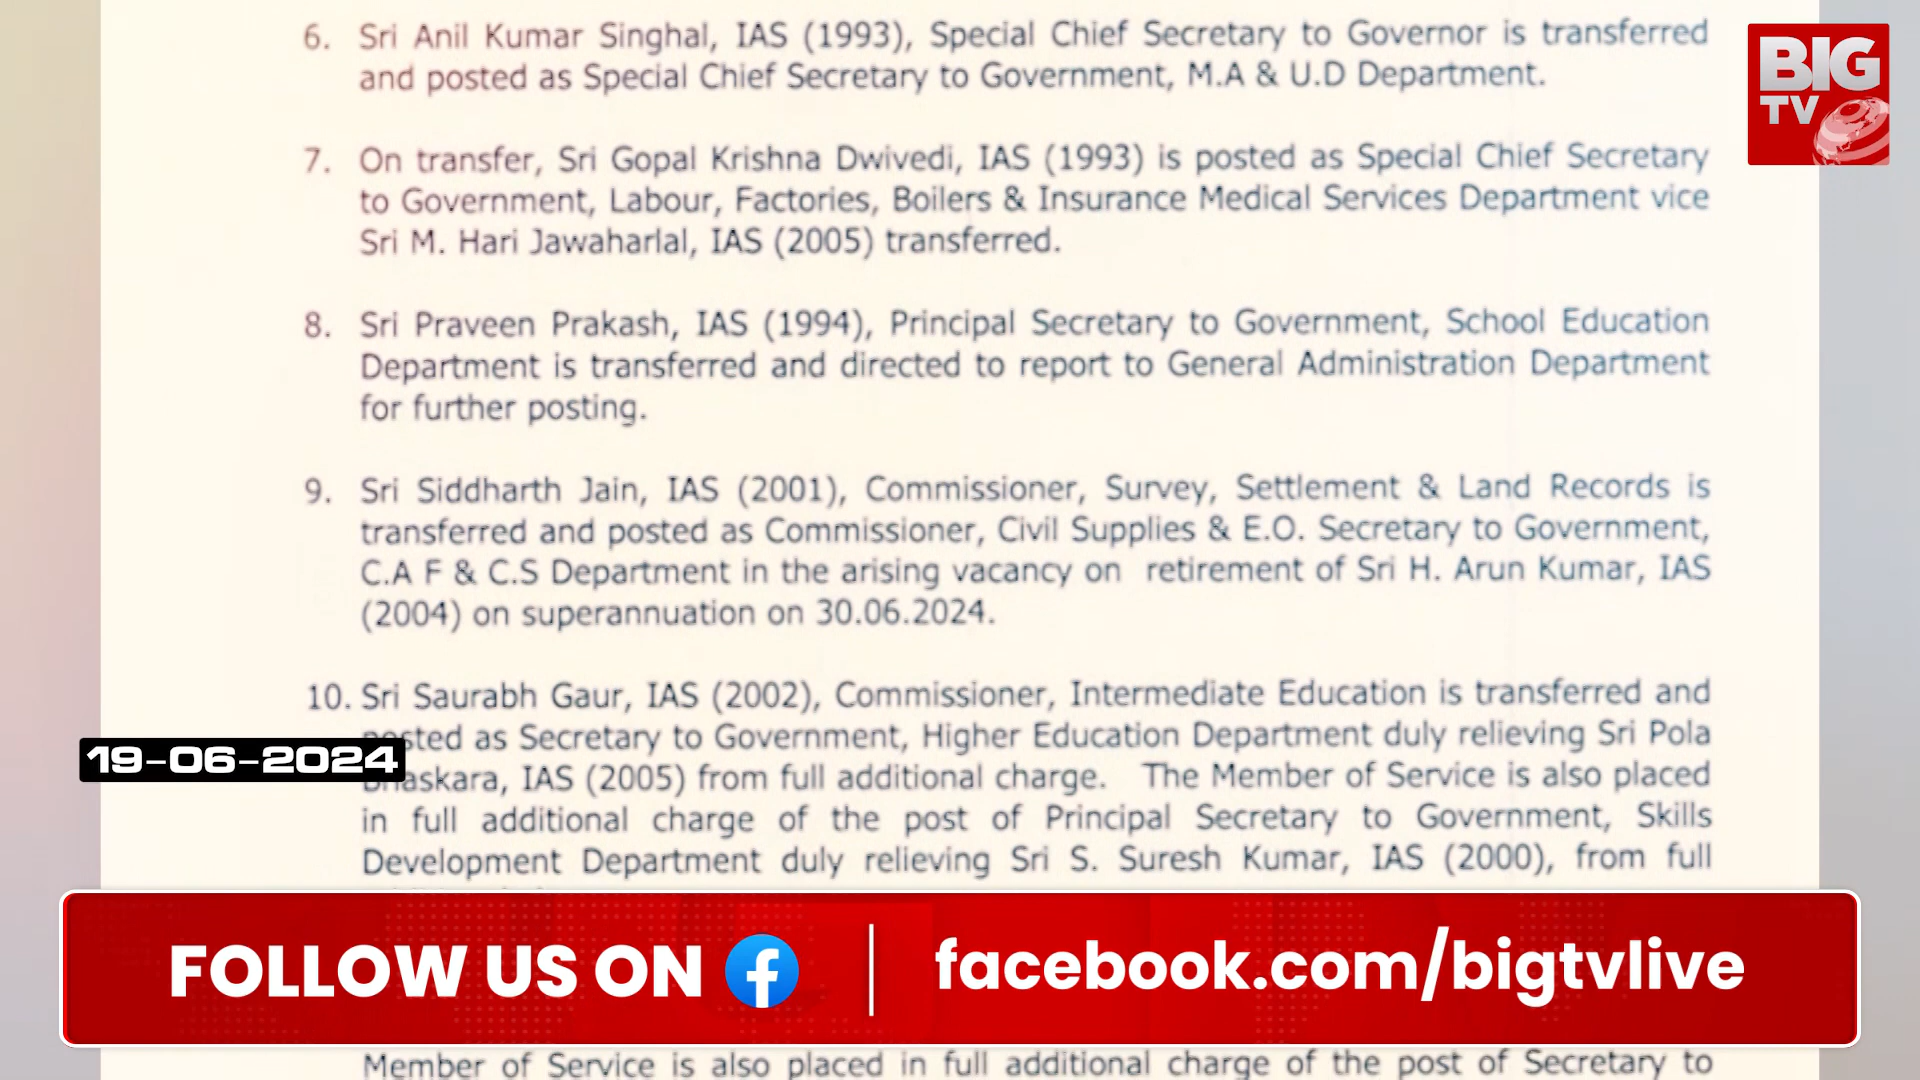 6. Sri Anil Kumar Singhal, IAS (1993), Special Chief Secretary to Governor is transferred
and posted as Special Chief Secretary to Government, M.A & U.D Department.
BIG
TV
7. On transfer, Sri Gopal Krishna Dwivedi, IAS (1993) is posted as Special Chief Secretary
to Government, Labour, Factories, Boilers & Insurance Medical Services Department vice
Sri M. Hari Jawaharlal, IAS (2005) transferred.
8. Sri Praveen Prakash, IAS (1994), Principal Secretary to Government, School Education
Department is transferred and directed to report to General Administration Department
for further posting.
9. Sri Siddharth Jain, IAS (2001), Commissioner, Survey, Settlement & Land Records is
transferred and posted as Commissioner, Civil Supplies & E.O. Secretary to Government,
C.A F & C.S Department in the arising vacancy on retirement of Sri H. Arun Kumar, IAS
(2004) on superannuation on 30.06.2024.
10. Sri Saurabh Gaur, IAS (2002), Commissioner, Intermediate Education is transferred and
posted as Secretary to Government, Higher Education Department duly relieving Sri Pola
19-06-2024
Bhaskara, IAS (2005) from full additional charge. The Member of Service is also placed
in full additional charge of the post of Principal Secretary to Government, Skills
Development Department duly relieving Sri S. Suresh Kumar, IAS (2000), from full
FOLLOW US ON
facebook.com/bigtvlive
Member of Service is also placed in full additional charge of the post of Secretary to